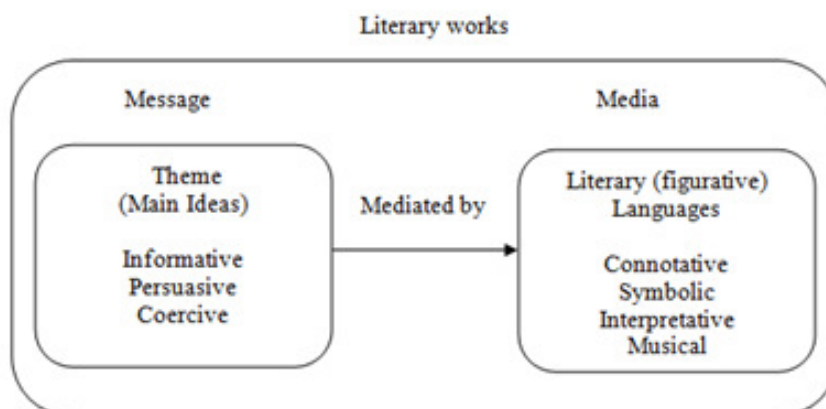 Literary works
Message
Media
Theme
(Main Ideas)
Informative
Persuasive
Coercive
Mediated by
Literary (figurative)
Languages
Connotative
Symbolic
Interpretative
Musical